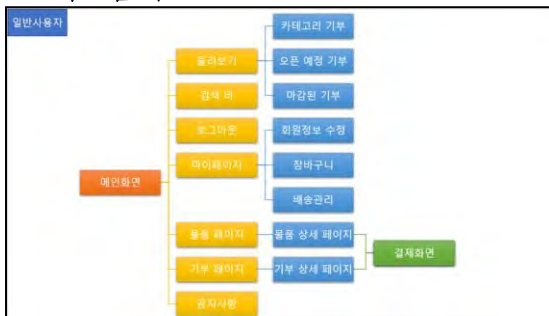 일반사용자
카테고리 기부
둘러보기
오픈 예정 기부
마감된 기부
검색 바
로그아웃
회원정보 수정
마이페이지
장바구니
배송관리
메인화면
물품 페이지
물품 상세 페이지
결제화면
기부 페이지
기부 상세 페이지
공지사항